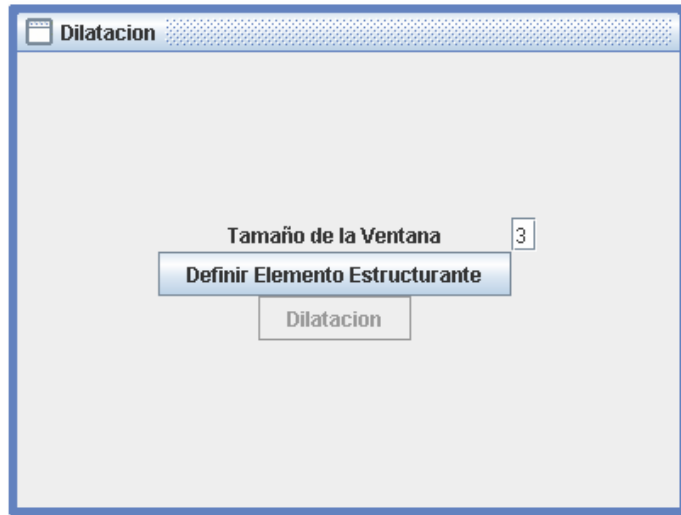 Dilatacion
Tamaño de la Ventana 3
Definir Elemento Estructurante
Dilatacion